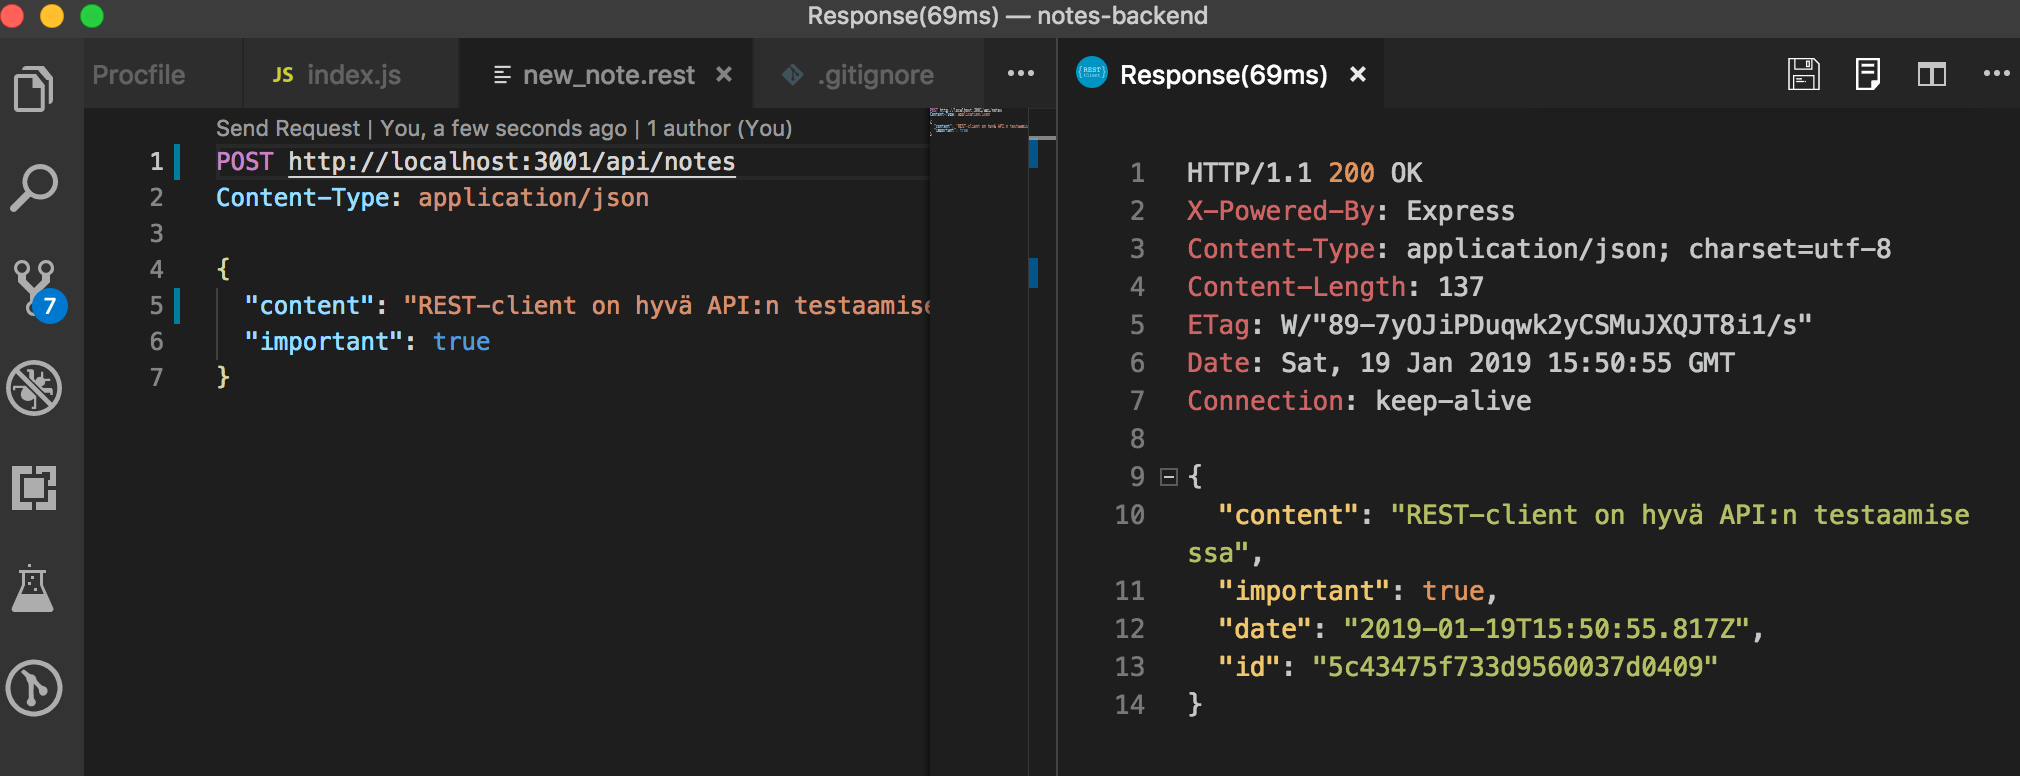 Response(69ms) — notes-backend
Procfile
JS index.js
new_note.rest ×
.gitignore
Response(69ms) ×
Send Request | You, a few seconds ago | 1 author (You)
1 POST http://localhost:3001/api/notes
2 Content-Type: application/json
3
4 {
5 "content": "REST-client on hyvä API:n testaamise
6 "important": true
7 }
7
1 HTTP/1.1 200 OK
2 X-Powered-By: Express
3 Content-Type: application/json; charset=utf-8
4 Content-Length: 137
5 ETag: W/"89-7yOJiPDuqwk2yCSMuJXQJT8i1/s"
6 Date: Sat, 19 Jan 2019 15:50:55 GMT
7 Connection: keep-alive
8
9 {
10 "content": "REST-client on hyvä API:n testaamise
ssa",
11 "important": true,
12 "date": "2019-01-19T15:50:55.817Z",
13 "id": "5c43475f733d9560037d0409"
14 }